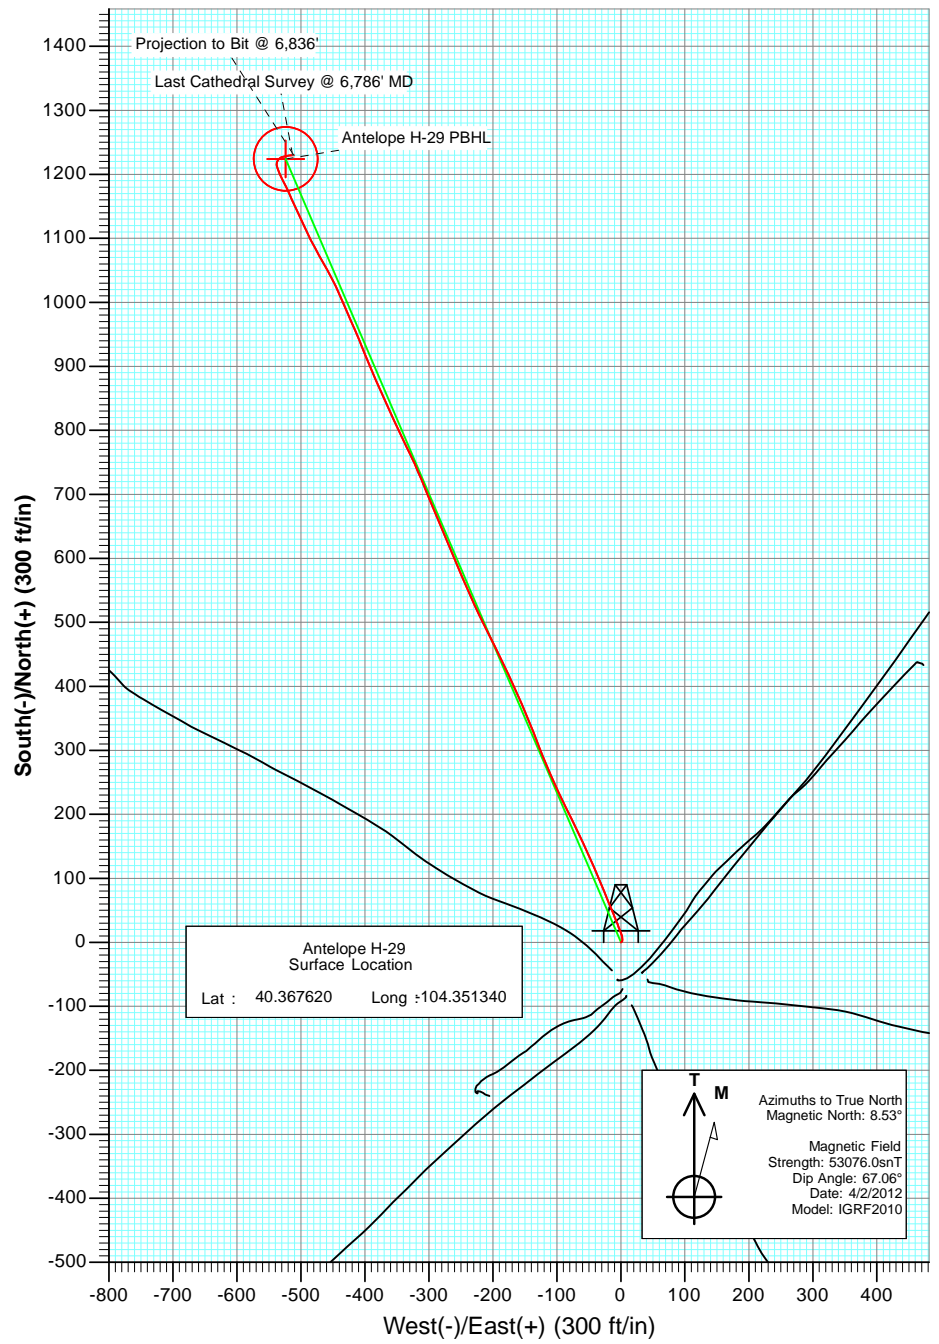 Projection to Bit @ 6,836'
Last Cathedral Survey @ 6,786' MD
Antelope H-29 PBHL
1400
1300
1200
1100
1000
900
800
700
600
500
400
300
200
100
0
-100
-200
-300
-400
-500
South(-)/North(+) (300 ft/in)
Antelope H-29
Surface Location
Lat : 40.367620 Long :-104.351340
T M
Azimuths to True North
Magnetic North: 8.53°
Magnetic Field
Strength: 53076.0snT
Dip Angle: 67.06°
Date: 4/2/2012
Model: IGRF2010
-800 -700 -600 -500 -400 -300 -200 -100 0 100 200 300 400
West(-)/East(+) (300 ft/in)